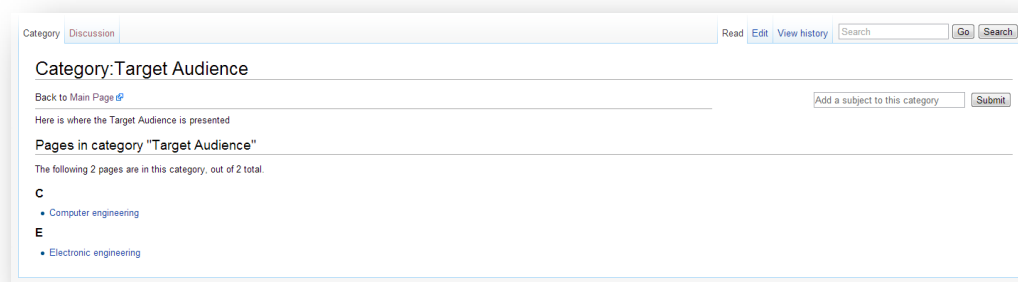 Category Discussion Read Edit View history Search Go Search
Category:Target Audience
Back to Main Page Add a subject to this category Submit
Here is where the Target Audience is presented
Pages in category "Target Audience"
The following 2 pages are in this category, out of 2 total.
C
Computer engineering
E
Electronic engineering